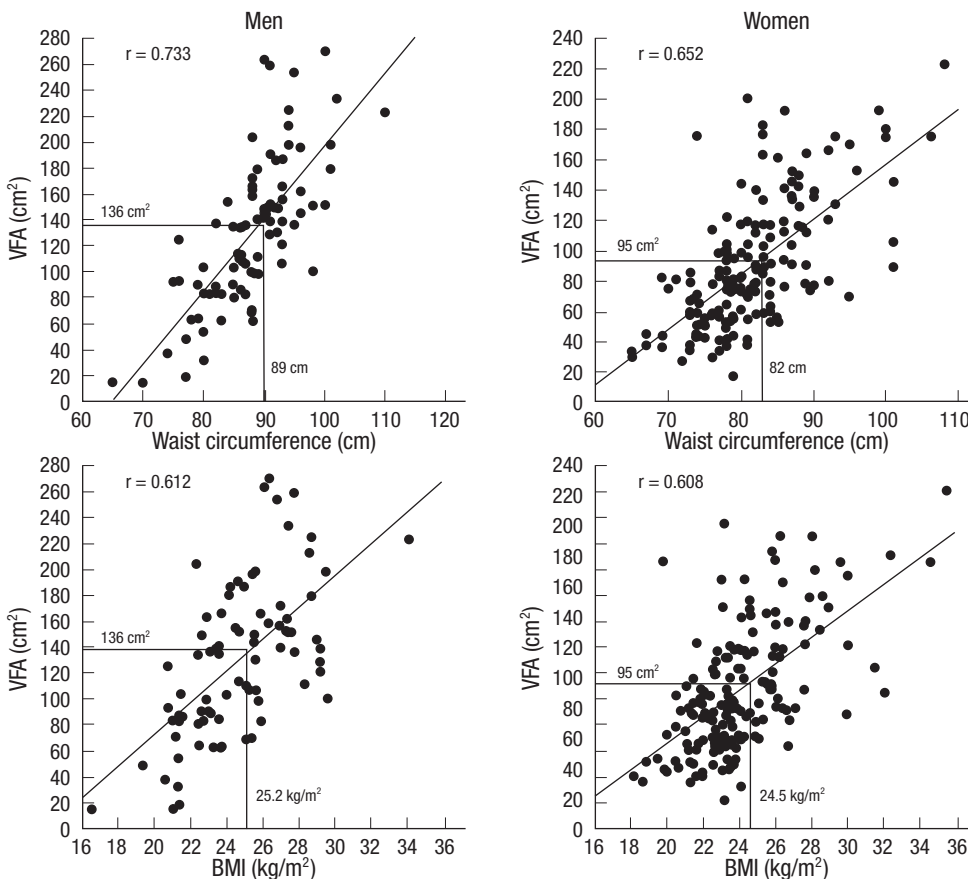 Men
280
260
240
220
200
180
160
140
120
100
80
60
40
20
0
VFA (cm²)
r = 0.733
136 cm²
89 cm
60 70 80 90 100 110 120
Waist circumference (cm)
Women
240
220
200
180
160
140
120
100
80
60
40
20
0
VFA (cm²)
r = 0.652
95 cm²
82 cm
60 70 80 90 100 110
Waist circumference (cm)
280
260
240
220
200
180
160
140
120
100
80
60
40
20
0
VFA (cm²)
r = 0.612
136 cm²
25.2 kg/m²
16 18 20 22 24 26 28 30 32 34 36
BMI (kg/m²)
240
220
200
180
160
140
120
100
80
60
40
20
0
VFA (cm²)
r = 0.608
95 cm²
24.5 kg/m²
16 18 20 22 24 26 28 30 32 34 36
BMI (kg/m²)